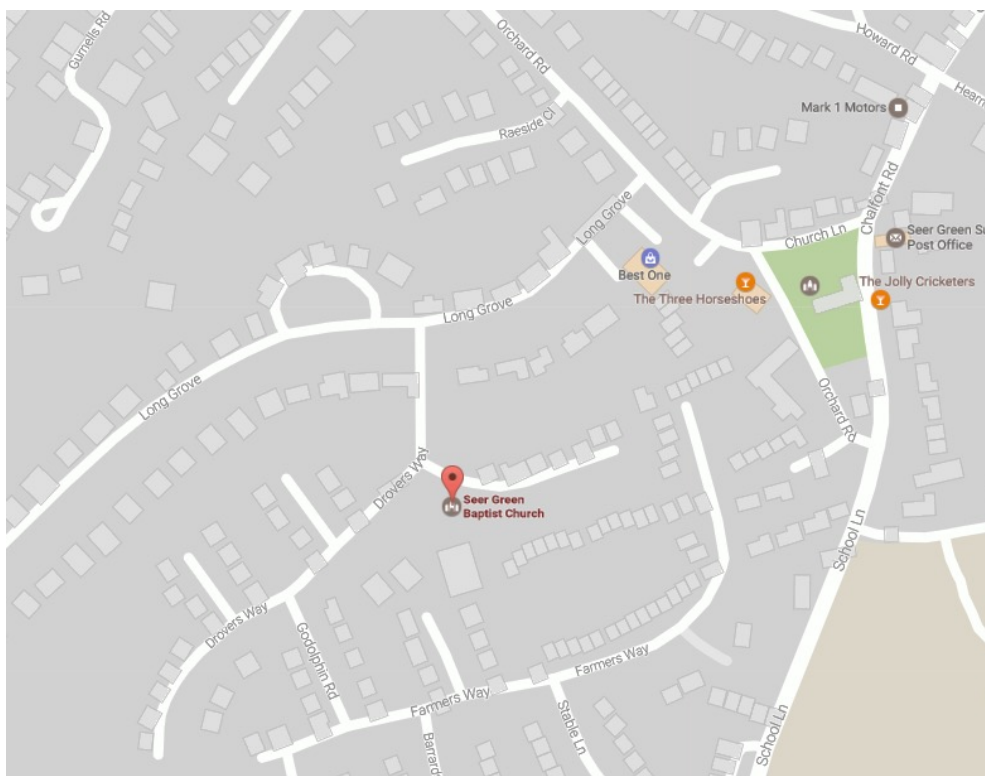 Gurnells Rd
Orchard Rd
Howard Rd
Mark 1 Motors
Raeside Cl
Chalfont Rd
Long Grove
Church Ln
Seer Green
Post Office
Best One
The Three Horseshoes
The Jolly Cricketers
Long Grove
Long Grove
Orchard Rd
Drovers Way
Seer Green
Baptist Church
School Ln
Drovers Way
Godolphin Rd
Farmers Way
Farmers Way
Stable Ln
School Ln